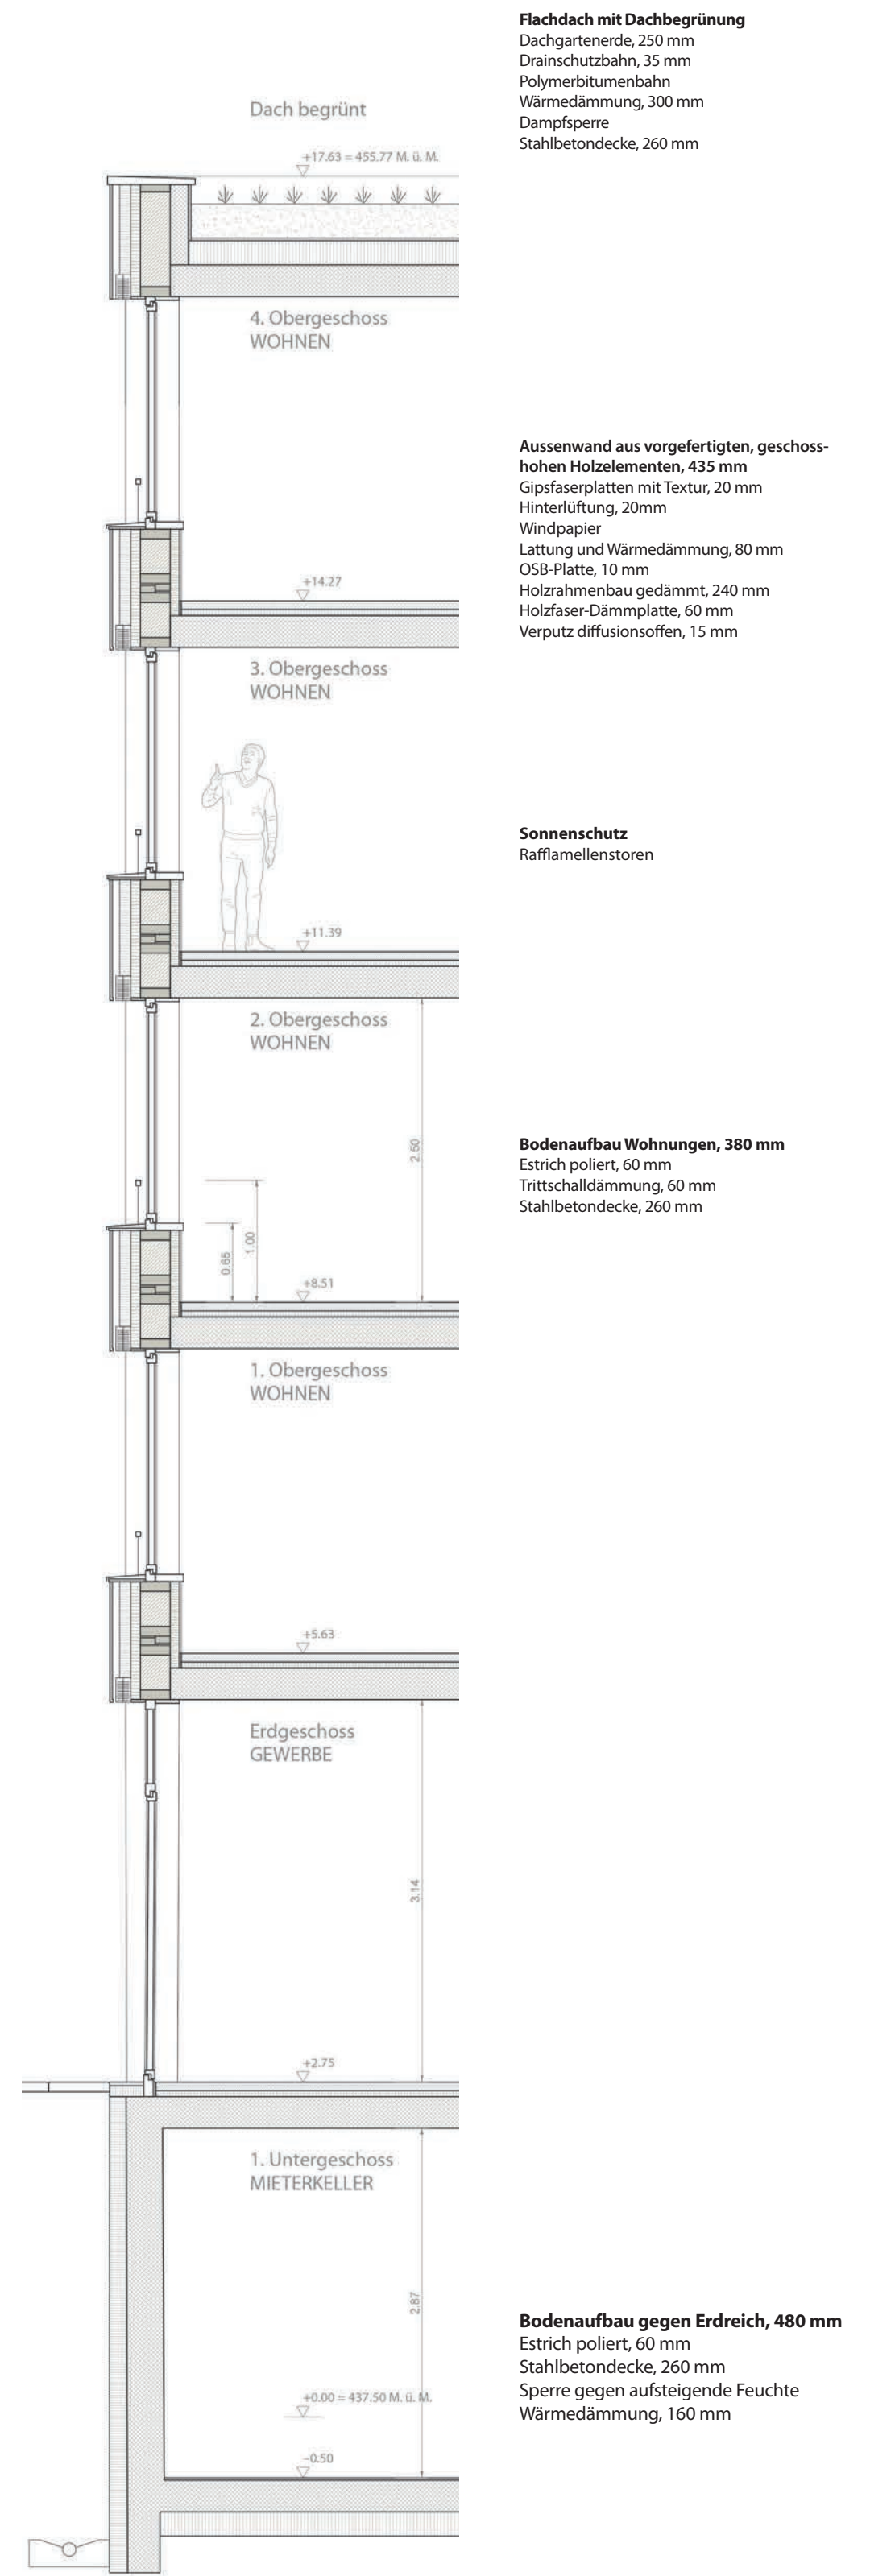 Flachdach mit Dachbegrünung
Dachgartenerde, 250 mm
Drainschutzbahn, 35 mm
Polymerbitumenbahn
Wärmedämmung, 300 mm
Dampfsperre
Stahlbetondecke, 260 mm
Dach begrünt
+17.63 = 455.77 M. ü. M.
4. Obergeschoss
WOHNEN
Aussenwand aus vorgefertigten, geschoss-
hohen Holzelementen, 435 mm
Gipsfaserplatten mit Textur, 20 mm
Hinterlüftung, 20mm
Windpapier
Lattung und Wärmedämmung, 80 mm
OSB-Platte, 10 mm
Holzrahmenbau gedämmt, 240 mm
Holzfaser-Dämmplatte, 60 mm
Verputz diffusionsoffen, 15 mm
+14.27
3. Obergeschoss
WOHNEN
Sonnenschutz
Rafflamellenstoren
+11.39
2. Obergeschoss
WOHNEN
2.50
Bodenaufbau Wohnungen, 380 mm
Estrich poliert, 60 mm
Trittschalldämmung, 60 mm
Stahlbetondecke, 260 mm
0.65
1.00
+8.51
1. Obergeschoss
WOHNEN
+5.63
Erdgeschoss
GEWERBE
3.14
+2.75
1. Untergeschoss
MIETERKELLER
2.87
Bodenaufbau gegen Erdreich, 480 mm
Estrich poliert, 60 mm
Stahlbetondecke, 260 mm
Sperre gegen aufsteigende Feuchte
Wärmedämmung, 160 mm
+0.00 = 437.50 M. ü. M.
-0.50